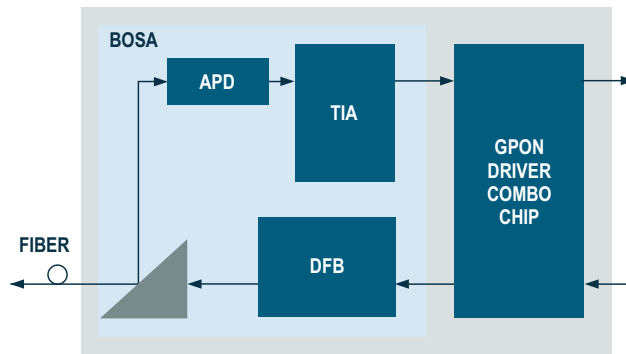 BOSA
APD
TIA
GPON
DRIVER
COMBO
CHIP
FIBER
DFB